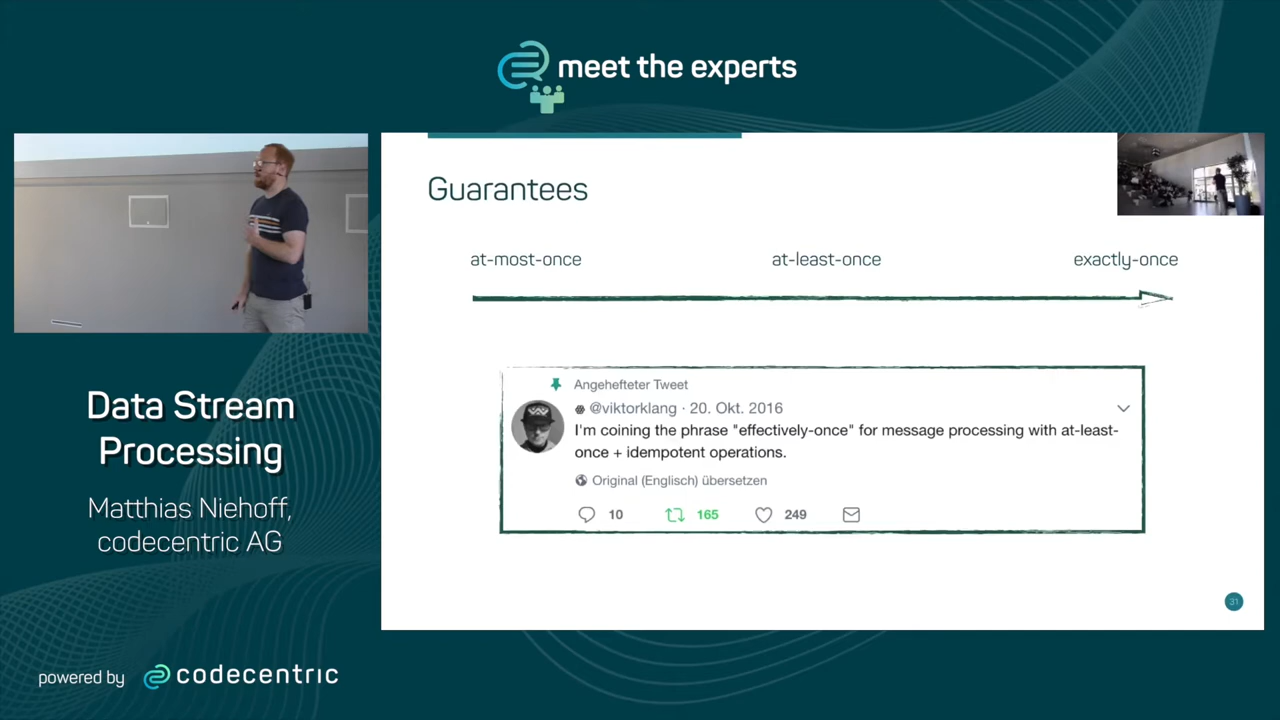 meet the experts
Guarantees
at-most-once
at-least-once
exactly-once
Angehefteter Tweet
@viktorklang · 20. Okt. 2016
I'm coining the phrase "effectively-once" for message processing with at-least-
once + idempotent operations.
Original (Englisch) übersetzen
10
165
249
31
Data Stream
Processing
Matthias Niehoff,
codecentric AG
powered by
codecentric